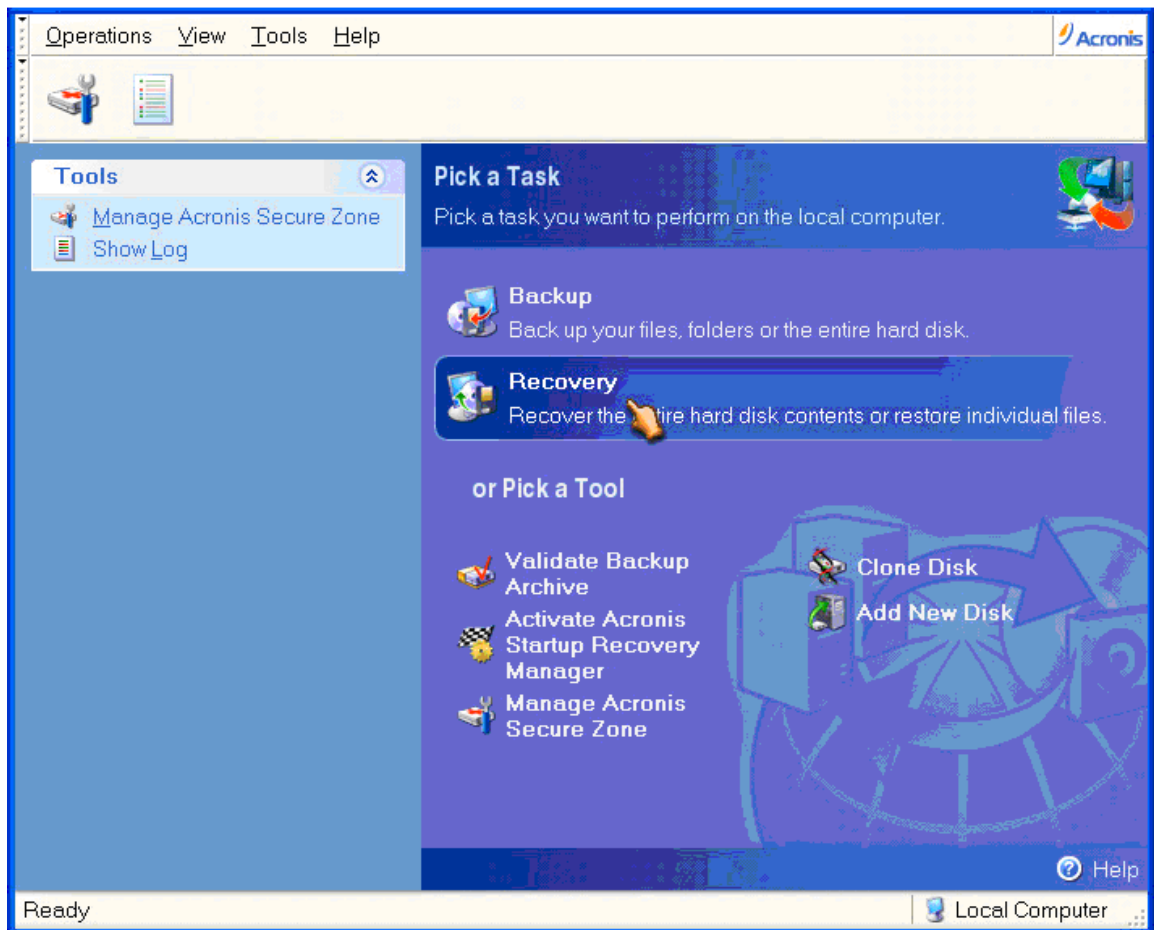 Operations View Tools Help
Acronis
Tools
Manage Acronis Secure Zone
Show Log
Pick a Task
Pick a task you want to perform on the local computer.
Backup
Back up your files, folders or the entire hard disk.
Recovery
Recover the entire hard disk contents or restore individual files.
or Pick a Tool
Validate Backup
Archive
Activate Acronis
Startup Recovery
Manager
Manage Acronis
Secure Zone
Clone Disk
Add New Disk
Help
Ready
Local Computer